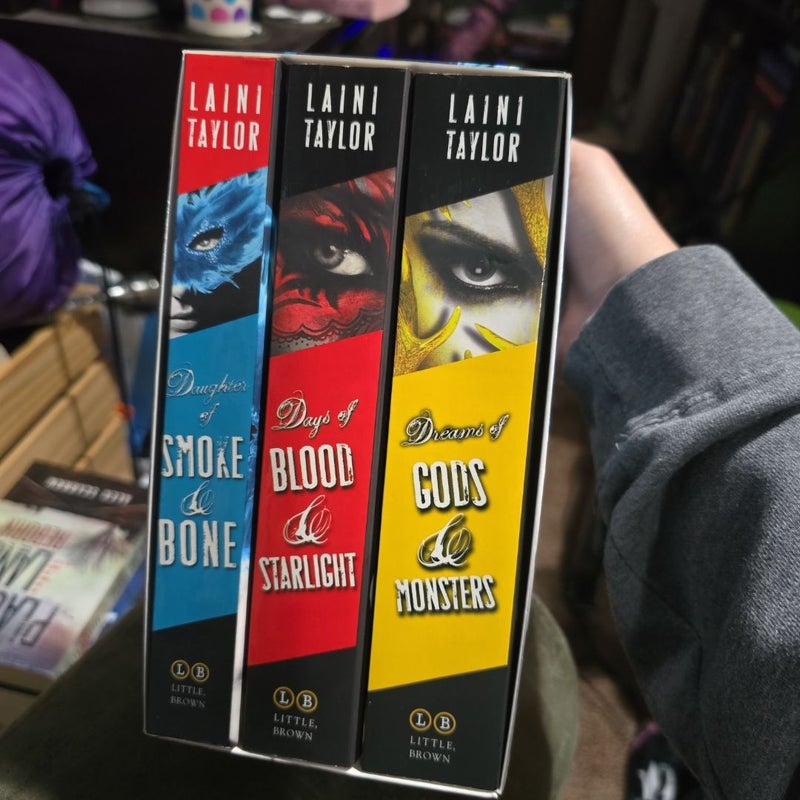 LAINI
TAYLOR
Daughter
of
SMOKE
&
BONE
LB
LITTLE,
BROWN
LAINI
TAYLOR
Days of
BLOOD
&
STARLIGHT
LB
LITTLE,
BROWN
LAINI
TAYLOR
Dreams of
GODS
&
MONSTERS
LB
LITTLE,
BROWN